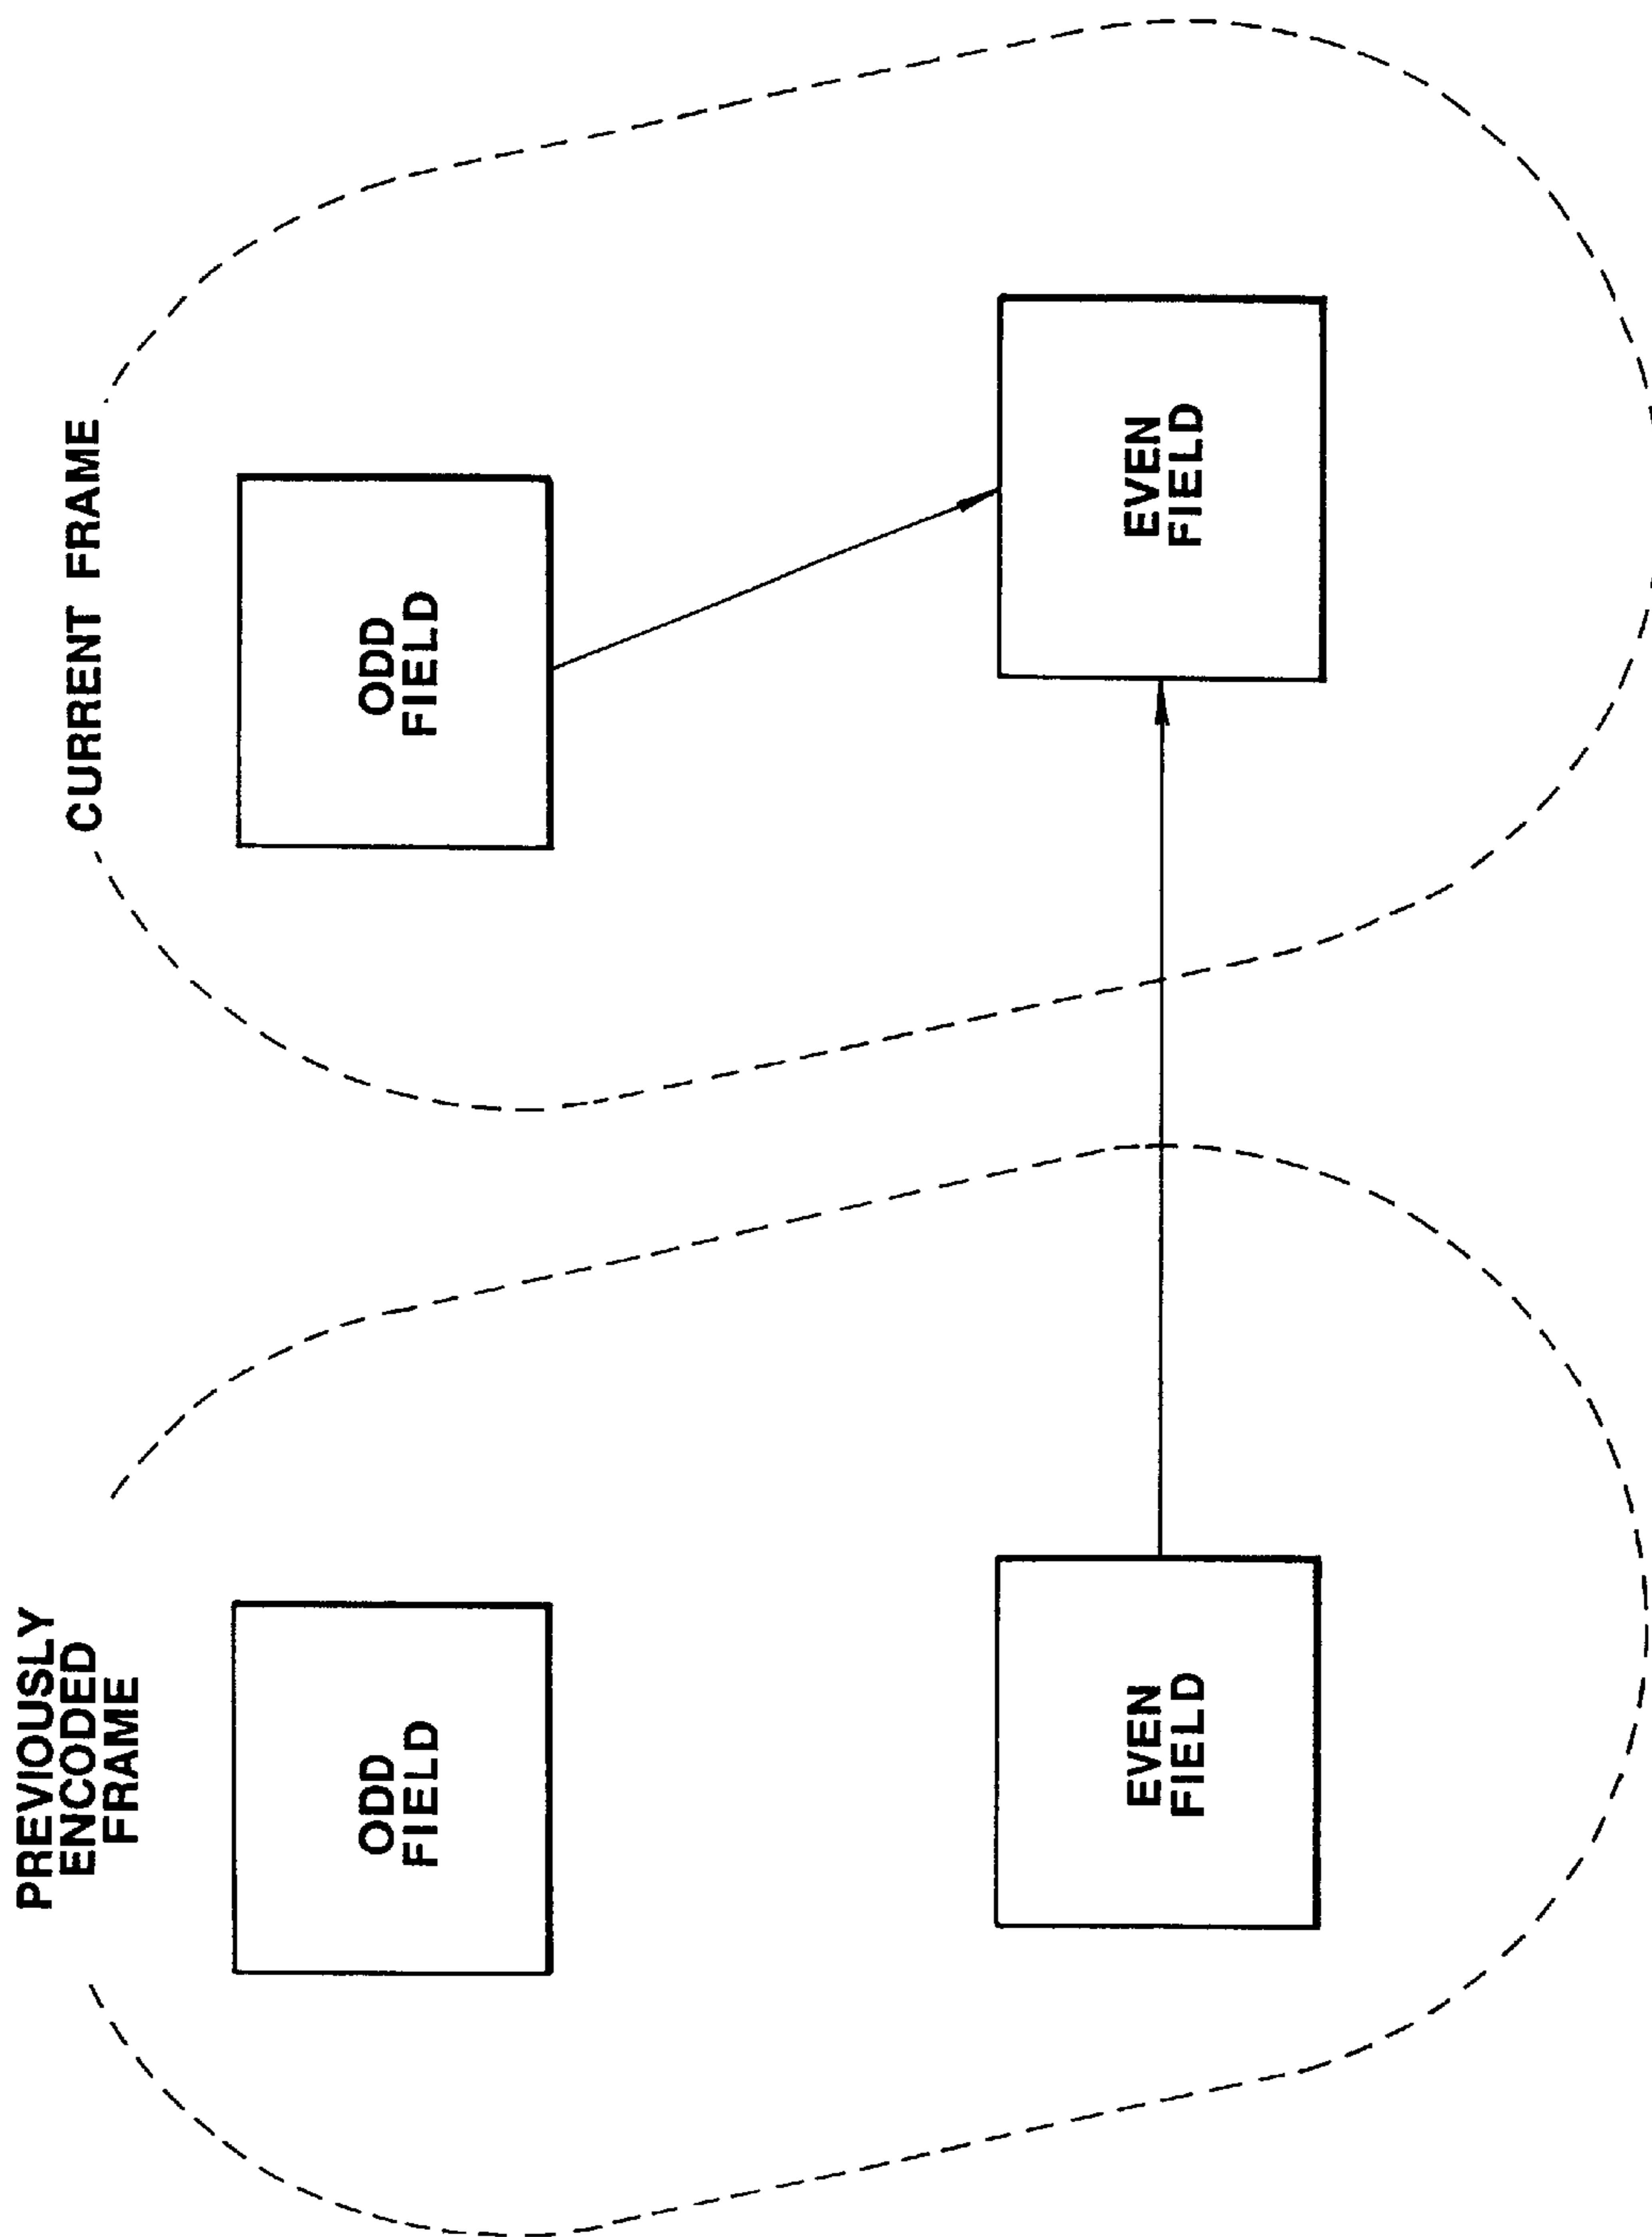 PREVIOUSLY
ENCODED
FRAME
CURRENT FRAME
ODD
FIELD
ODD
FIELD
EVEN
FIELD
EVEN
FIELD